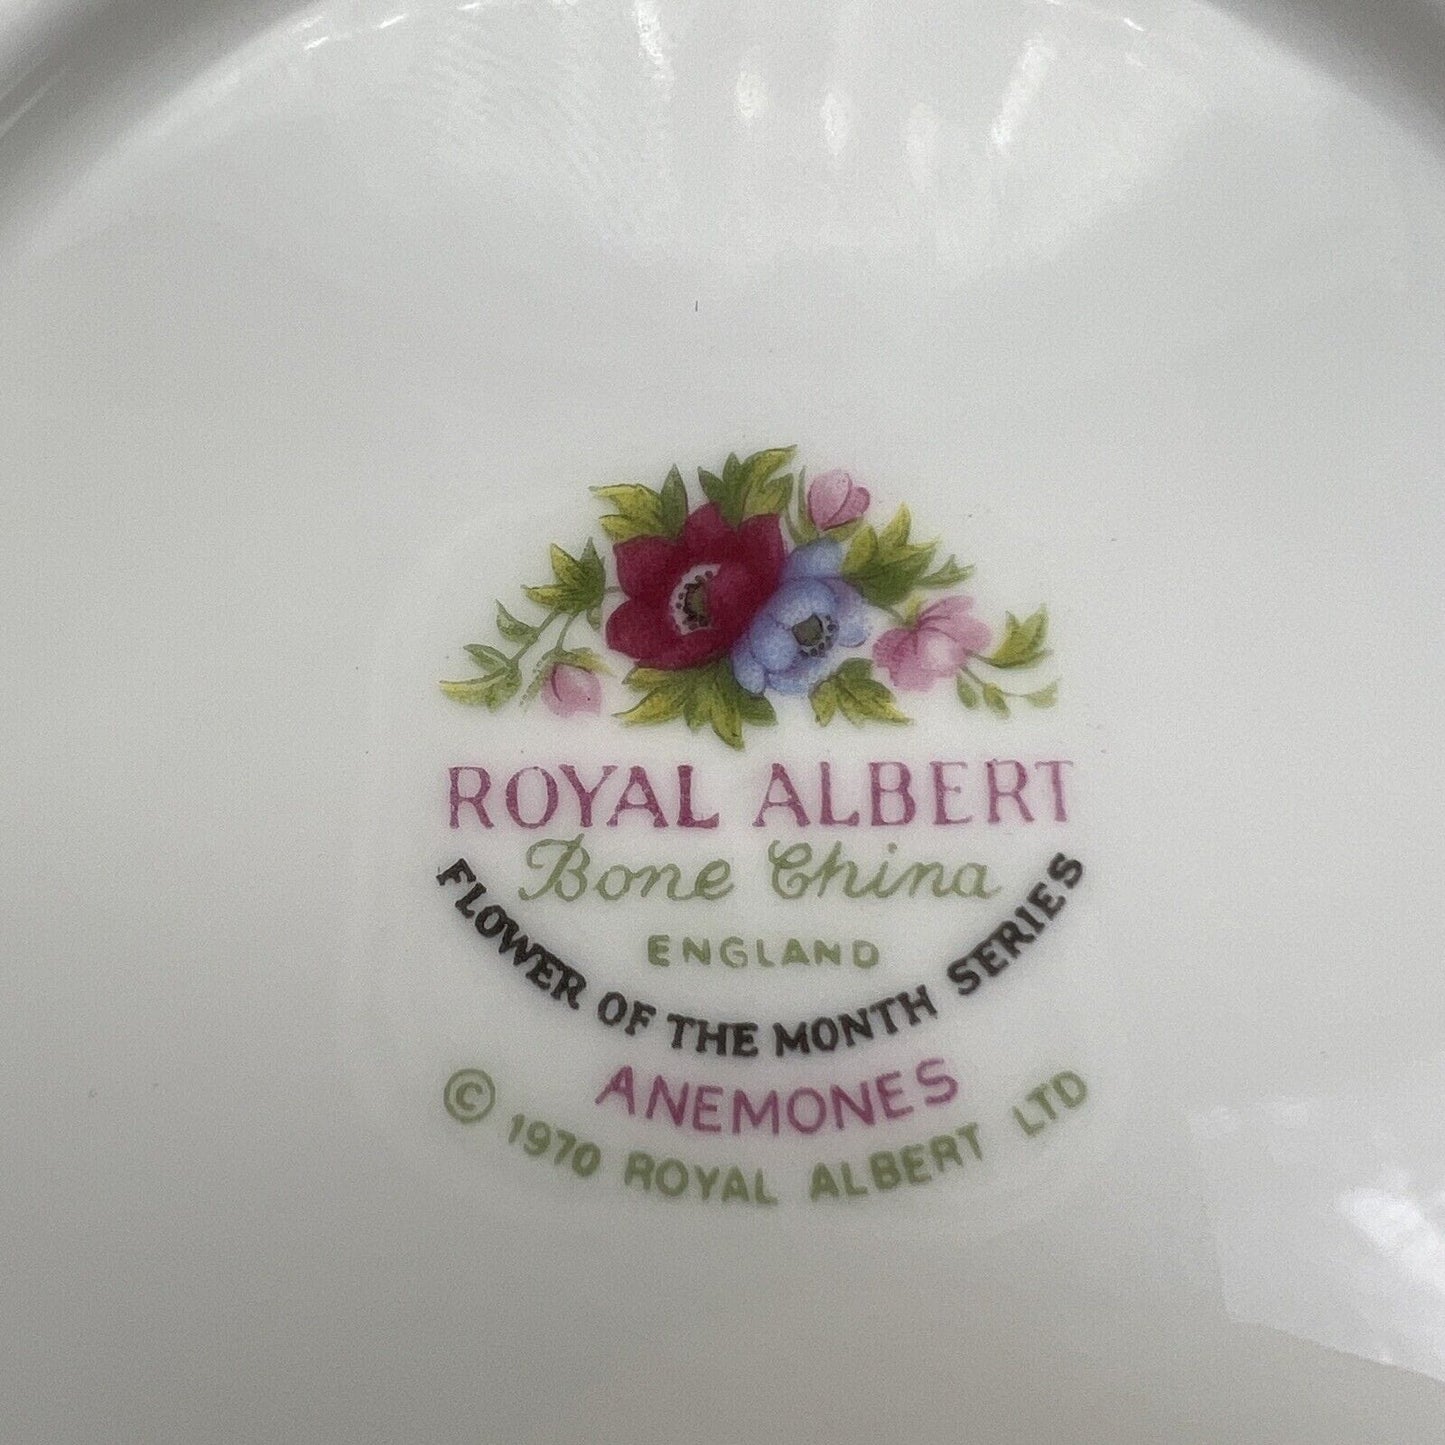 ROYAL ALBERT
Bone China
ENGLAND
FLOWER OF THE MONTH SERIES
ANEMONES
© 1970 ROYAL ALBERT LTD